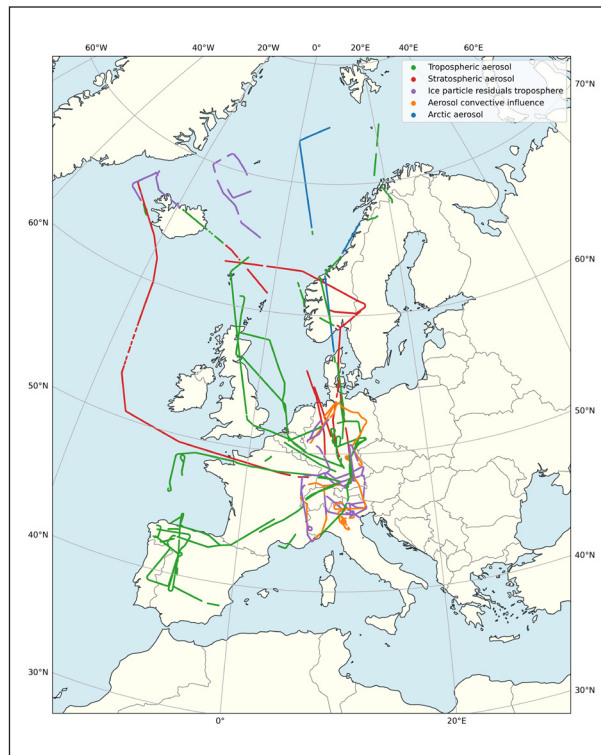 60°W 40°W 20°W 0° 20°E 40°E 60°E
Tropospheric aerosol
Stratospheric aerosol
Ice particle residuals troposphere
Aerosol convective influence
Arctic aerosol
70°N
60°N
60°N
50°N
50°N
40°N
40°N
30°N
30°N
0° 20°E